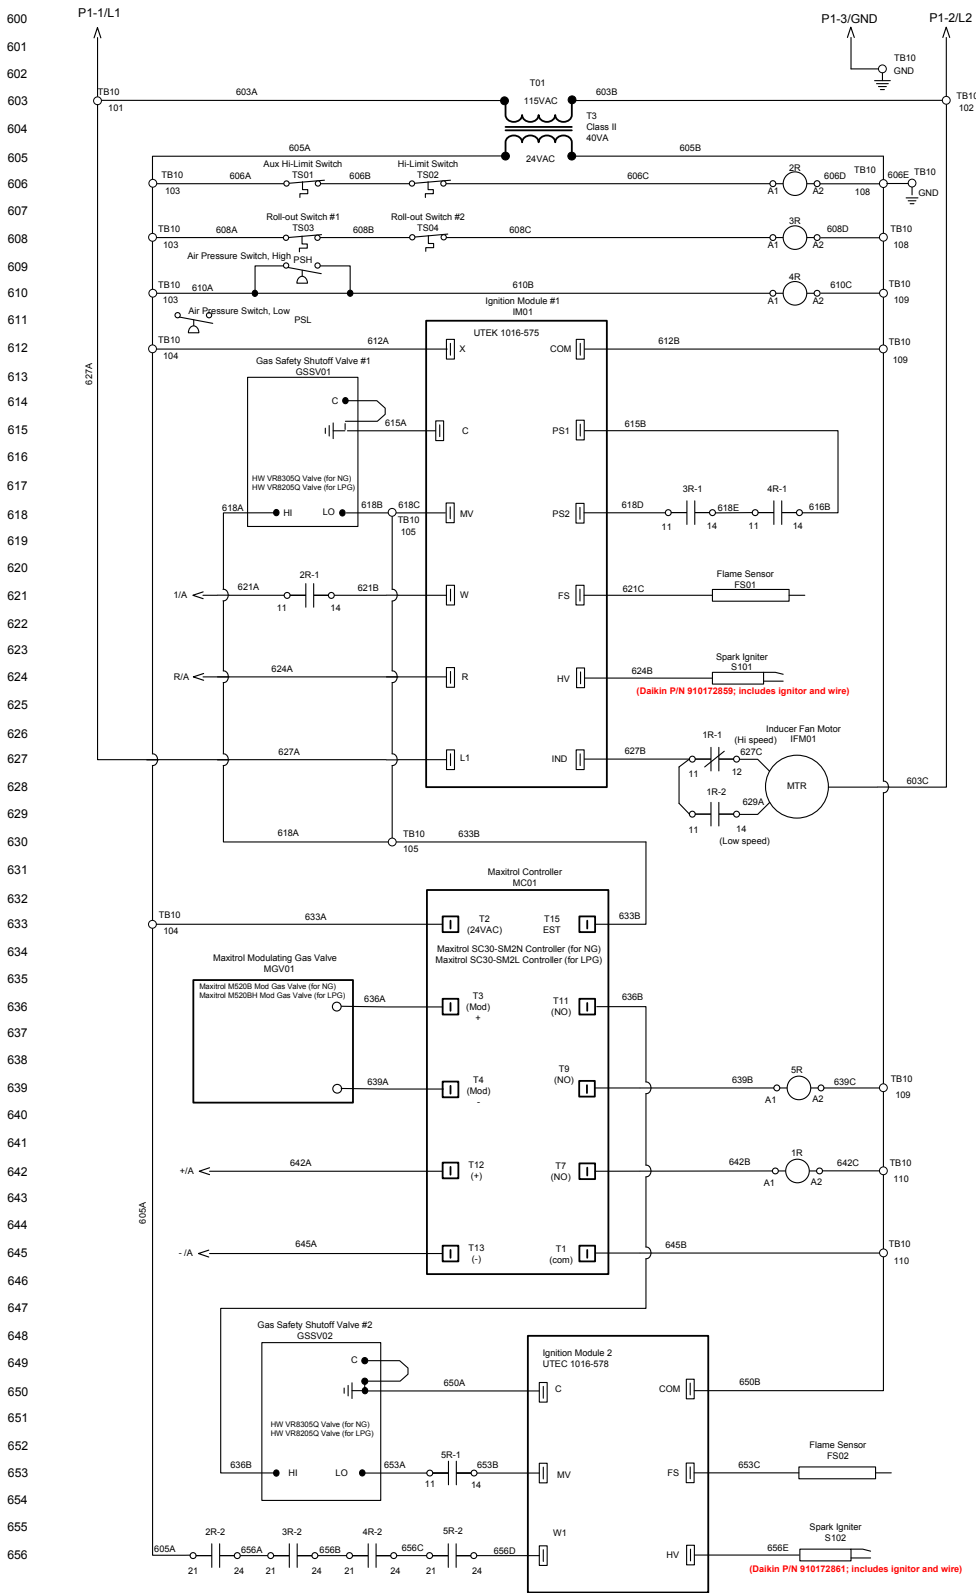 600 P1-1/L1 P1-3/GND P1-2/L2
601
602 TB10
GND
T01
603 TB10 603A 115VAC 603B TB10
101 102
T3
604 Class II
40VA
605 605A 24VAC 605B
Aux Hi-Limit Switch Hi-Limit Switch 2R
606 TB10 606A TS01 606B TS02 606C 606D TB10 606E TB10
103 A1 A2 108 GND
607
Roll-out Switch #1 Roll-out Switch #2 3R
608 TB10 608A TS03 608B TS04 608C 608D TB10
103 A1 A2 108
609 Air Pressure Switch, High PSH
4R
610 TB10 610A 610B 610C TB10
103 A1 A2 109
Ignition Module #1
611 Air Pressure Switch, Low PSL IM01
UTEK 1016-575
612 TB10 612A X COM 612B TB10
104 109
613 627A Gas Safety Shutoff Valve #1
GSSV01
614 C
615 615A C PS1 615B
616
617 HW VR8305Q Valve (for NG)
HW VR8205Q Valve (for LPG)
3R-1 4R-1
618 618A HI LO 618B 618C MV PS2 618D 618E 616B
TB10 11 14 11 14
105
619
620 2R-1 Flame Sensor
FS01
621 1/A 621A 621B W FS 621C
11 14
622
623
Spark Igniter
624 R/A 624A R HV 624B S101
(Daikin P/N 910172859; includes ignitor and wire)
625
626 1R-1 (Hi speed) Inducer Fan Motor
IFM01
627 627A L1 IND 627B 627C
11 12
628 MTR 603C
1R-2
629 629A
11 14
630 618A TB10 633B (Low speed)
105
631 Maxitrol Controller
MC01
632
633 TB10 633A T2 T15 633B
104 (24VAC) EST
634 Maxitrol SC30-SM2N Controller (for NG)
Maxitrol SC30-SM2L Controller (for LPG)
Maxitrol Modulating Gas Valve
MGV01
635 Maxitrol M520B Mod Gas Valve (for NG)
Maxitrol M520BH Mod Gas Valve (for LPG)
636 636A T3 T11 636B
(Mod) (NO)
+
637
638
T9 5R
639 639A T4 (NO) 639B 639C TB10
(Mod) A1 A2 109
-
640
641
1R
642 +/A 642A T12 T7 642B 642C TB10
(+) (NO) A1 A2 110
643
644 605A
645 - /A 645A T13 T1 645B TB10
(-) (com) 110
646
647
648 Gas Safety Shutoff Valve #2
GSSV02
649 C Ignition Module 2
UTEC 1016-578
650 650A C COM 650B
651
HW VR8305Q Valve (for NG)
HW VR8205Q Valve (for LPG)
652 5R-1 Flame Sensor
FS02
653 636B HI LO 653A 653B MV FS 653C
11 14
654
655 2R-2 3R-2 4R-2 5R-2 W1 Spark Igniter
S102
656 605A 656A 656B 656C 656D HV 656E
21 24 21 24 21 24 21 24
(Daikin P/N 910172861; includes ignitor and wire)